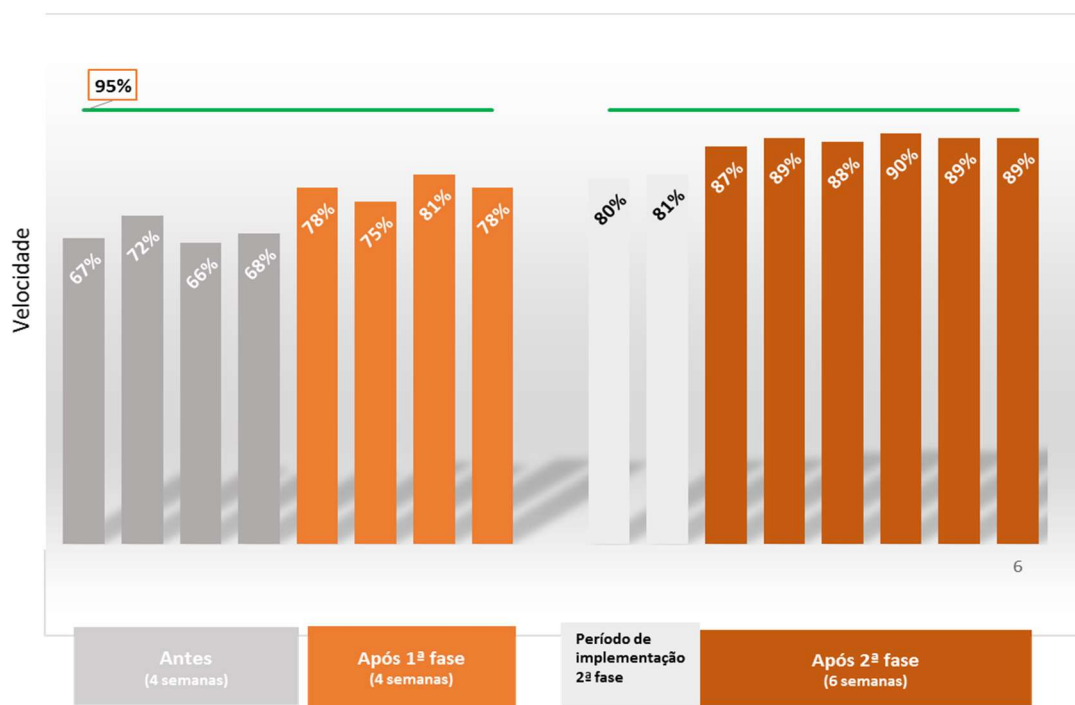 95%
Velocidade
67%
72%
66%
68%
78%
75%
81%
78%
80%
81%
87%
89%
88%
90%
89%
89%
6
Antes
(4 semanas)
Após 1ª fase
(4 semanas)
Período de
implementação
2ª fase
Após 2ª fase
(6 semanas)